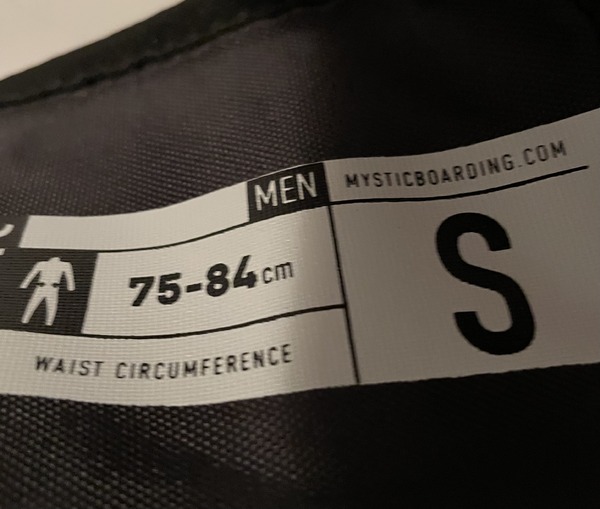 MEN
MYSTICBOARDING.COM
75-84cm
S
WAIST CIRCUMFERENCE